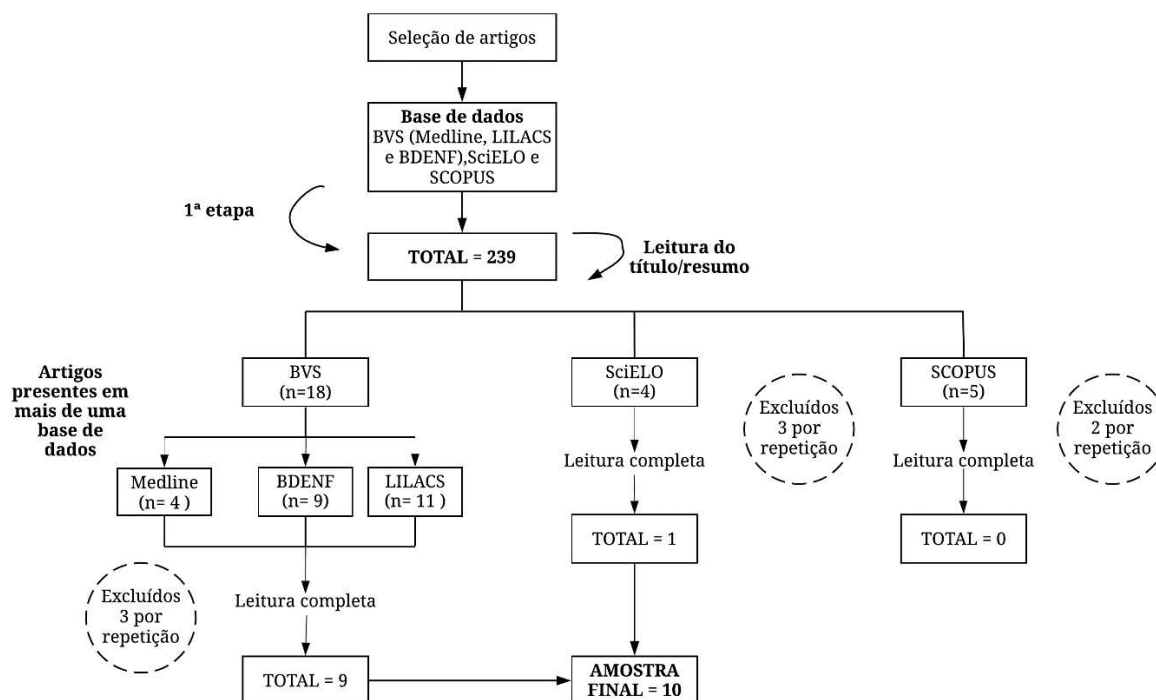 Seleção de artigos
Base de dados
BVS (Medline, LILACS
e BDENF),SciELO e
SCOPUS
1ª etapa
TOTAL = 239
Leitura do
título/resumo
Artigos
presentes em
mais de uma
base de
dados
BVS
(n=18)
SciELO
(n=4)
Excluídos
3 por
repetição
SCOPUS
(n=5)
Excluídos
2 por
repetição
Medline
(n= 4 )
BDENF
(n= 9)
LILACS
(n= 11 )
Leitura completa
Leitura completa
TOTAL = 1
TOTAL = 0
Excluídos
3 por
repetição
Leitura completa
TOTAL = 9
AMOSTRA
FINAL = 10